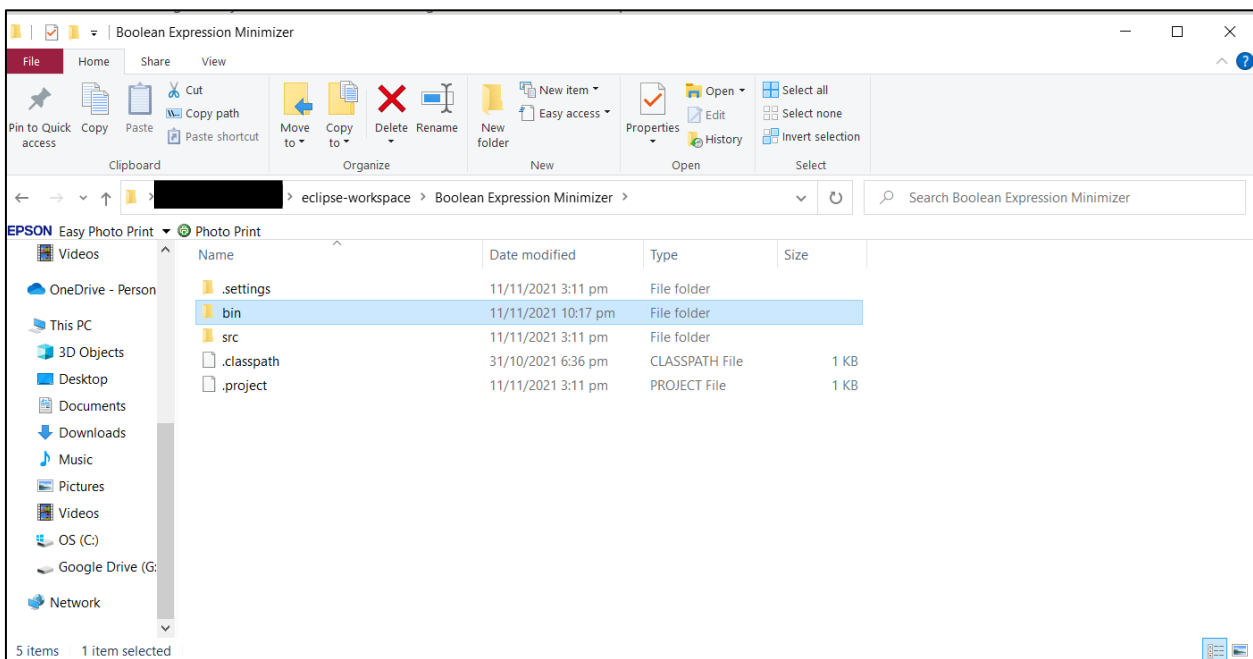 Boolean Expression Minimizer
File Home Share View
Pin to Quick access Copy Paste Cut
Copy path
Paste shortcut
Move to Copy to Delete Rename New folder New item
Easy access
Properties Open
Edit
History
Select all
Select none
Invert selection
Clipboard Organize New Open Select
> > eclipse-workspace > Boolean Expression Minimizer > Search Boolean Expression Minimizer
EPSON Easy Photo Print Photo Print
Name Date modified Type Size
.settings 11/11/2021 3:11 pm File folder
bin 11/11/2021 10:17 pm File folder
src 11/11/2021 3:11 pm File folder
.classpath 31/10/2021 6:36 pm CLASSPATH File 1 KB
.project 11/11/2021 3:11 pm PROJECT File 1 KB
Videos
OneDrive - Person
This PC
3D Objects
Desktop
Documents
Downloads
Music
Pictures
Videos
OS (C:)
Google Drive (G:
Network
5 items 1 item selected